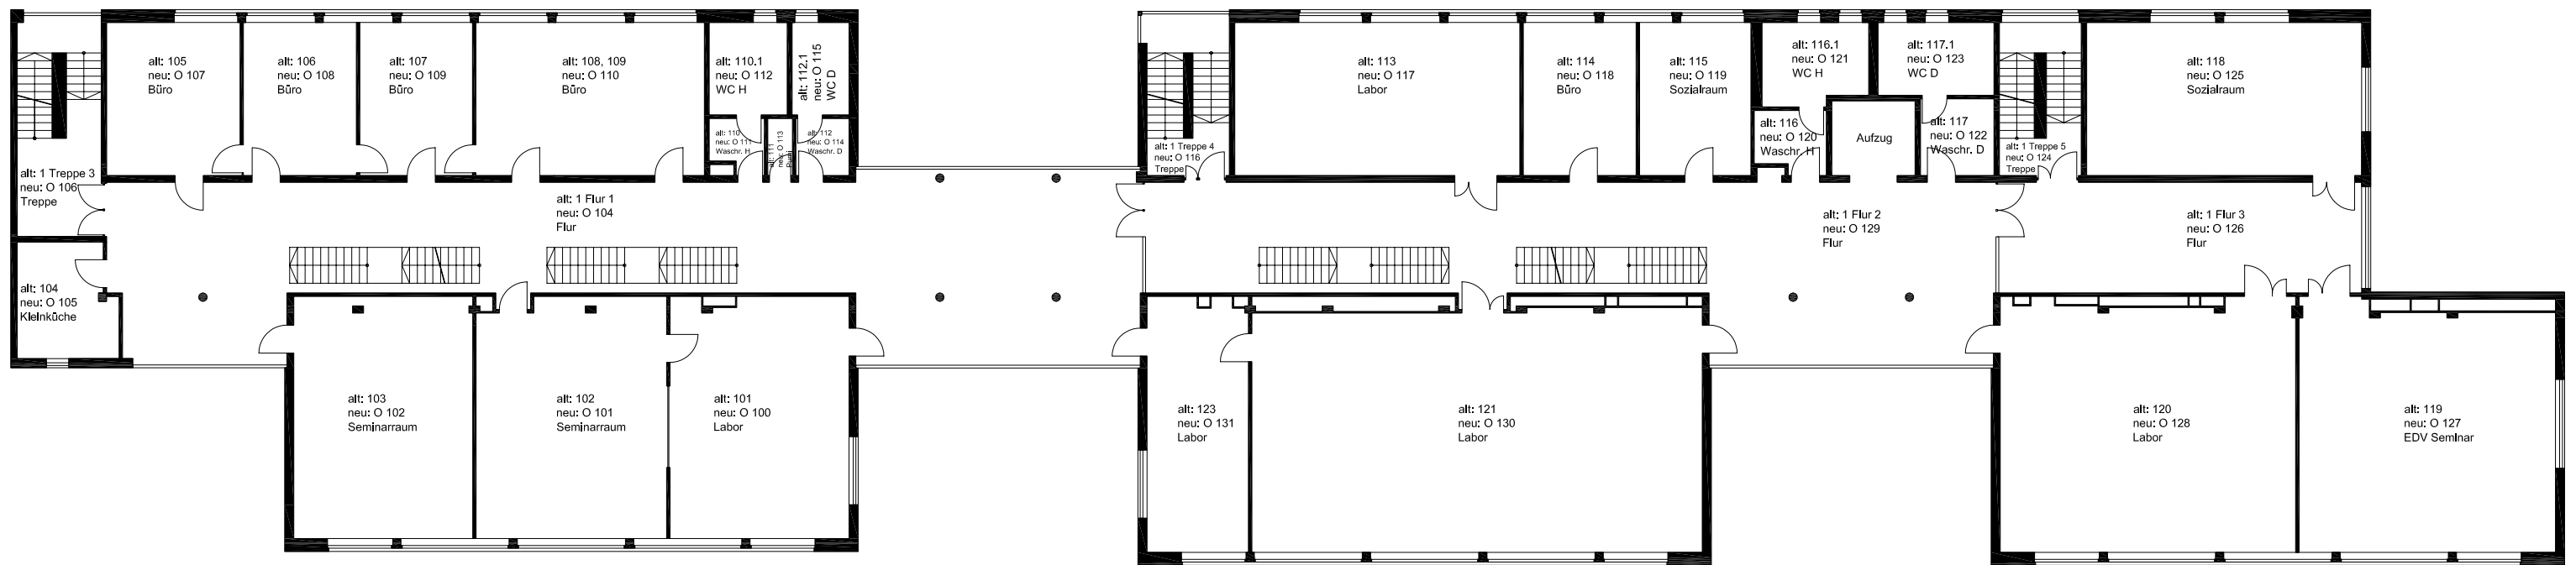 alt: 105
neu: O 107
Büro
alt: 106
neu: O 108
Büro
alt: 107
neu: O 109
Büro
alt: 108, 109
neu: O 110
Büro
alt: 110.1
neu: O 112
WC H
alt: 112.1
neu: O 115
WC D
alt: 110
neu: O 111
Waschr. H
alt: 111
neu: O 113
alt: 112
neu: O 114
Waschr. D
alt: 1 Treppe 3
neu: O 106
Treppe
alt: 1 Flur 1
neu: O 104
Flur
alt: 104
neu: O 105
Kleinküche
alt: 103
neu: O 102
Seminarraum
alt: 102
neu: O 101
Seminarraum
alt: 101
neu: O 100
Labor
alt: 1 Treppe 4
neu: O 116
Treppe
alt: 113
neu: O 117
Labor
alt: 114
neu: O 118
Büro
alt: 115
neu: O 119
Sozialraum
alt: 116.1
neu: O 121
WC H
alt: 117.1
neu: O 123
WC D
alt: 116
neu: O 120
Waschr. H
Aufzug
alt: 117
neu: O 122
Waschr. D
alt: 1 Treppe 5
neu: O 124
Treppe
alt: 118
neu: O 125
Sozialraum
alt: 1 Flur 2
neu: O 129
Flur
alt: 1 Flur 3
neu: O 126
Flur
alt: 123
neu: O 131
Labor
alt: 121
neu: O 130
Labor
alt: 120
neu: O 128
Labor
alt: 119
neu: O 127
EDV Seminar